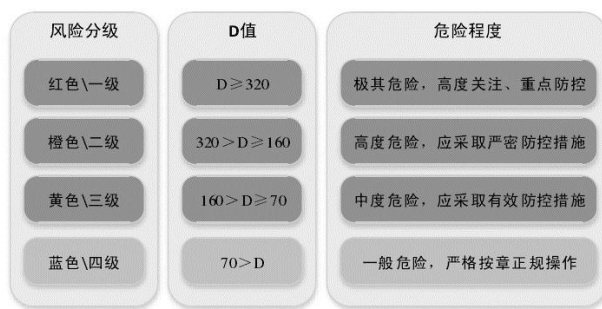 风险分级 D值 危险程度
红色\一级 D≥320 极其危险，高度关注、重点防控
橙色\二级 320>D≥160 高度危险，应采取严密防控措施
黄色\三级 160>D≥70 中度危险，应采取有效防控措施
蓝色\四级 70>D 一般危险，严格按章正规操作